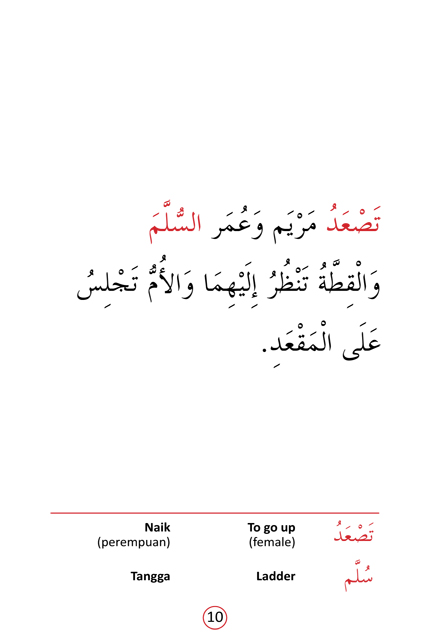 تَصْعَدُ مَرْيَم وَعُمَر السُّلَّمَ
وَالْقِطَّةُ تَنْظُرُ إِلَيْهِمَا وَالأُمُّ تَجْلِسُ
عَلَى الْمَقْعَدِ.
تَصْعَدُ To go up (female) Naik (perempuan)
سُلَّم Ladder Tangga
10